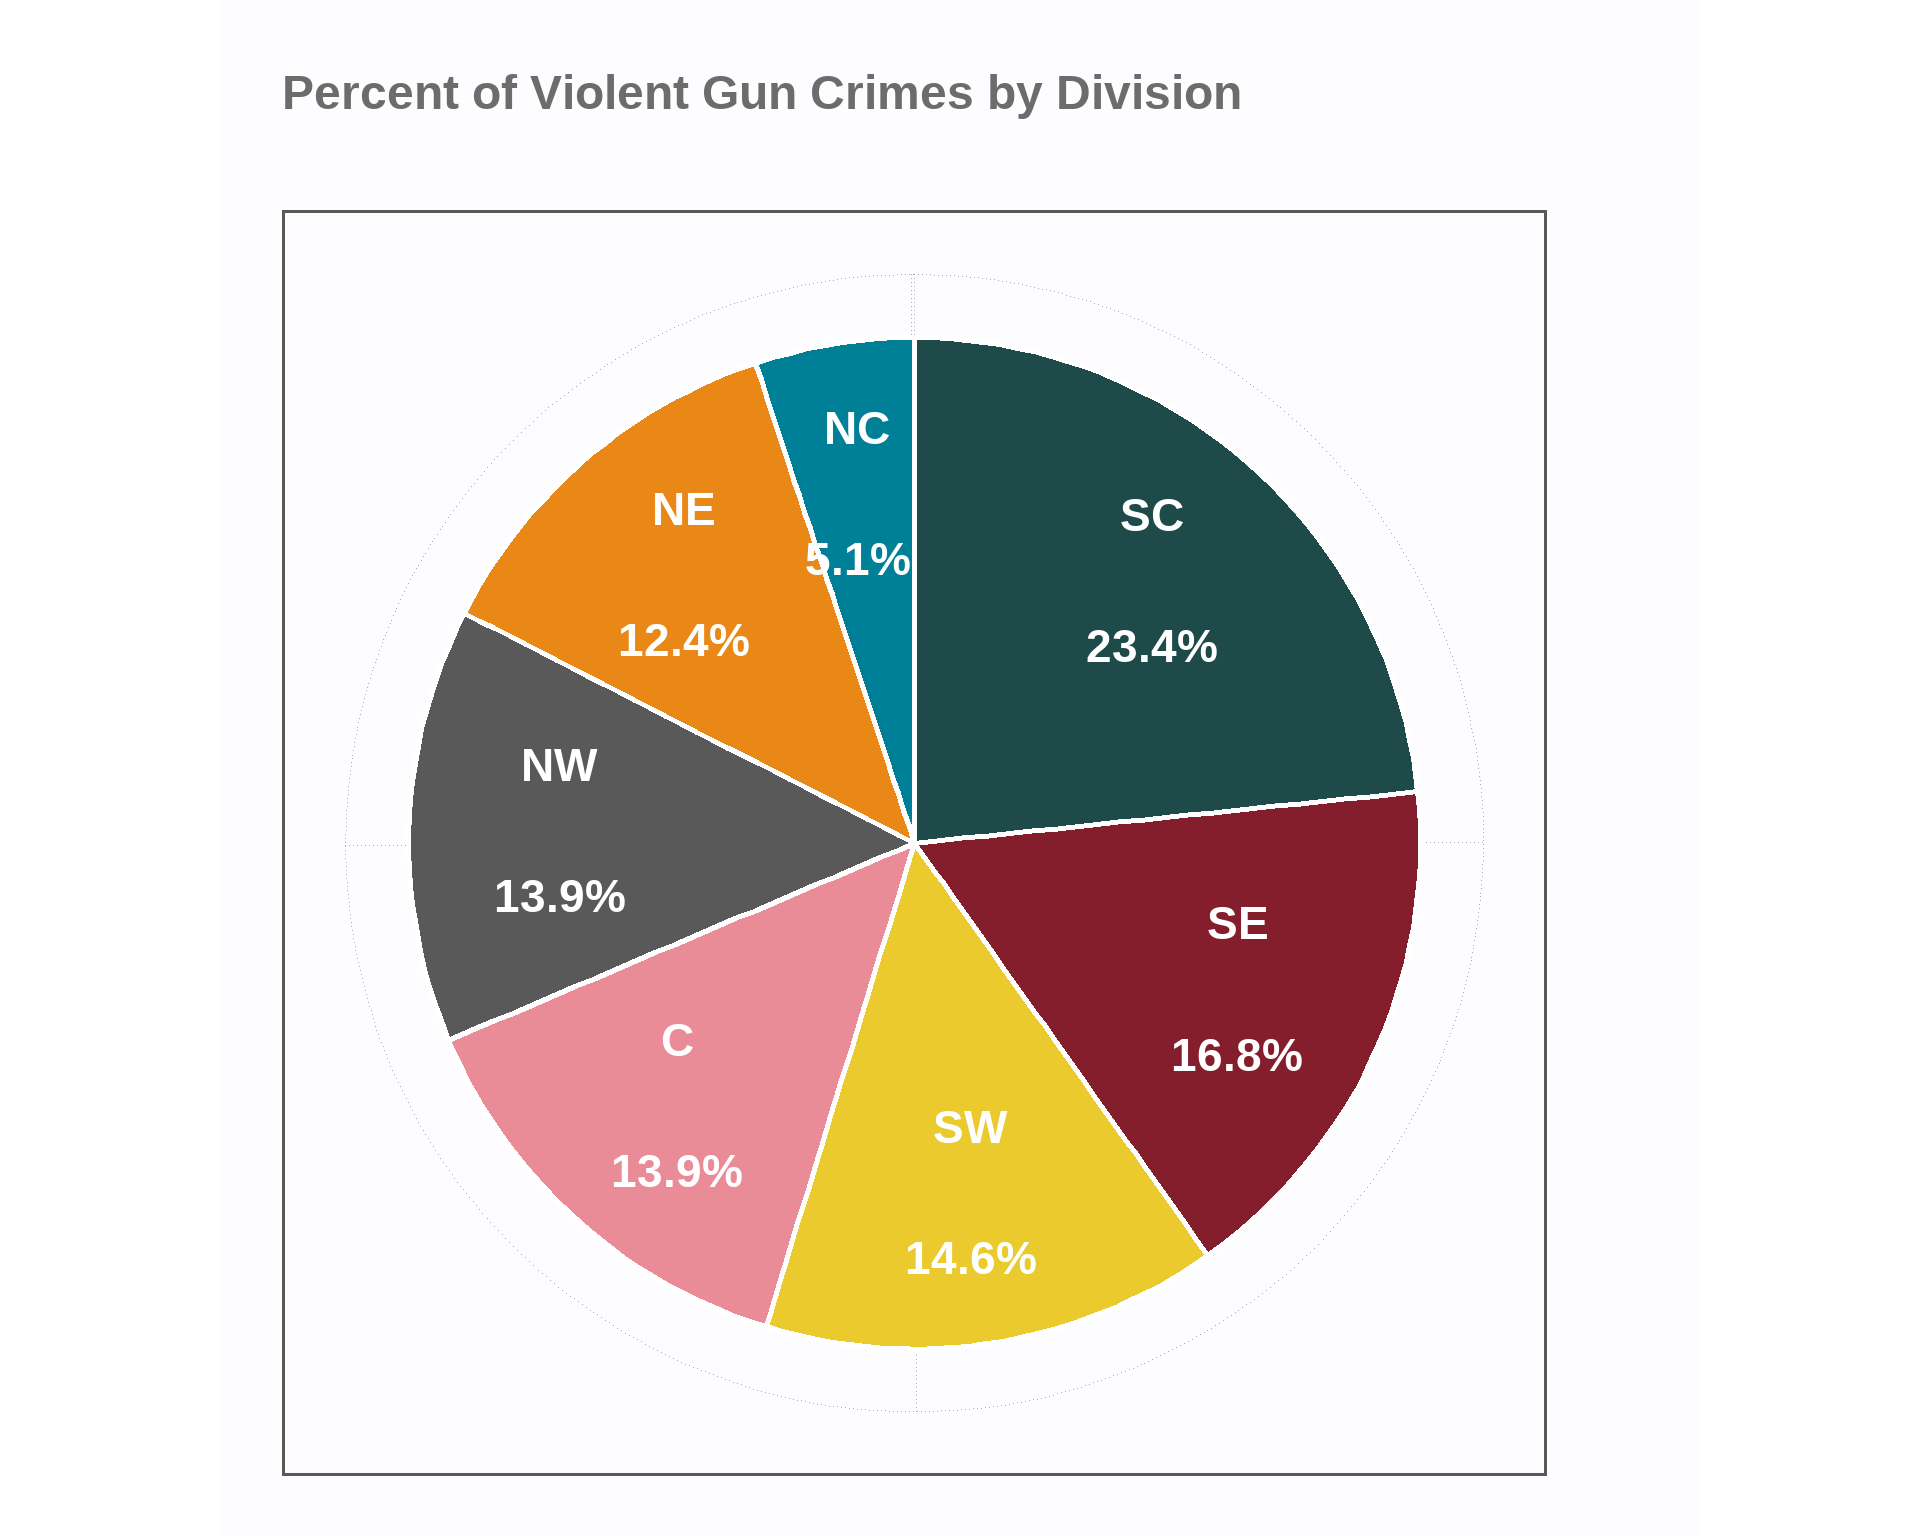 Percent of Violent Gun Crimes by Division
NC
5.1%
SC
23.4%
NE
12.4%
NW
13.9%
SE
16.8%
C
13.9%
SW
14.6%